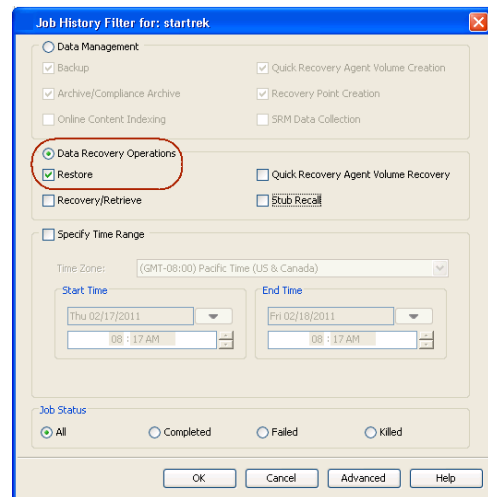 Job History Filter for: startrek
Data Management
Backup
Quick Recovery Agent Volume Creation
Archive/Compliance Archive
Recovery Point Creation
Online Content Indexing
SRM Data Collection
Data Recovery Operations
Restore
Quick Recovery Agent Volume Recovery
Recovery/Retrieve
Stub Recall
Specify Time Range
Time Zone:
(GMT-08:00) Pacific Time (US & Canada)
Start Time
End Time
Thu 02/17/2011
Fri 02/18/2011
08 : 17 AM
08 : 17 AM
Job Status
All
Completed
Failed
Killed
OK
Cancel
Advanced
Help